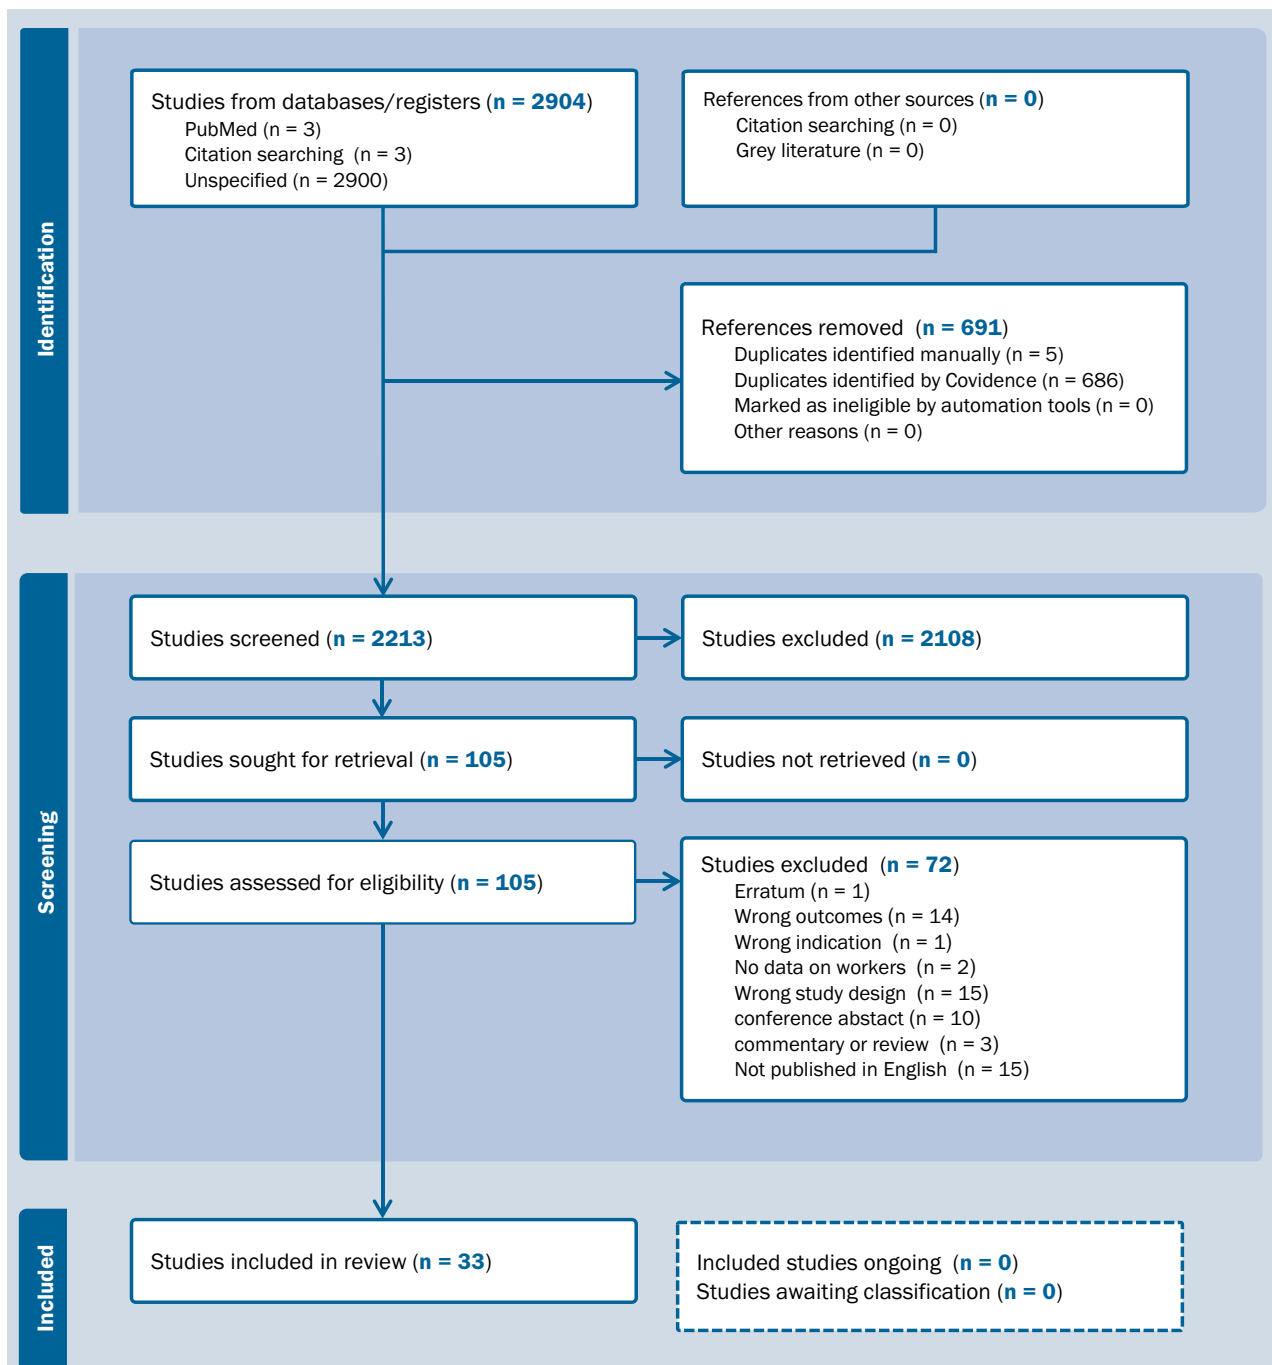 Identification
Studies from databases/registers (n = 2904)
PubMed (n = 3)
Citation searching (n = 3)
Unspecified (n = 2900)
References from other sources (n = 0)
Citation searching (n = 0)
Grey literature (n = 0)
References removed (n = 691)
Duplicates identified manually (n = 5)
Duplicates identified by Covidence (n = 686)
Marked as ineligible by automation tools (n = 0)
Other reasons (n = 0)
Screening
Studies screened (n = 2213)
Studies excluded (n = 2108)
Studies sought for retrieval (n = 105)
Studies not retrieved (n = 0)
Studies assessed for eligibility (n = 105)
Studies excluded (n = 72)
Erratum (n = 1)
Wrong outcomes (n = 14)
Wrong indication (n = 1)
No data on workers (n = 2)
Wrong study design (n = 15)
conference abstact (n = 10)
commentary or review (n = 3)
Not published in English (n = 15)
Included
Studies included in review (n = 33)
Included studies ongoing (n = 0)
Studies awaiting classification (n = 0)